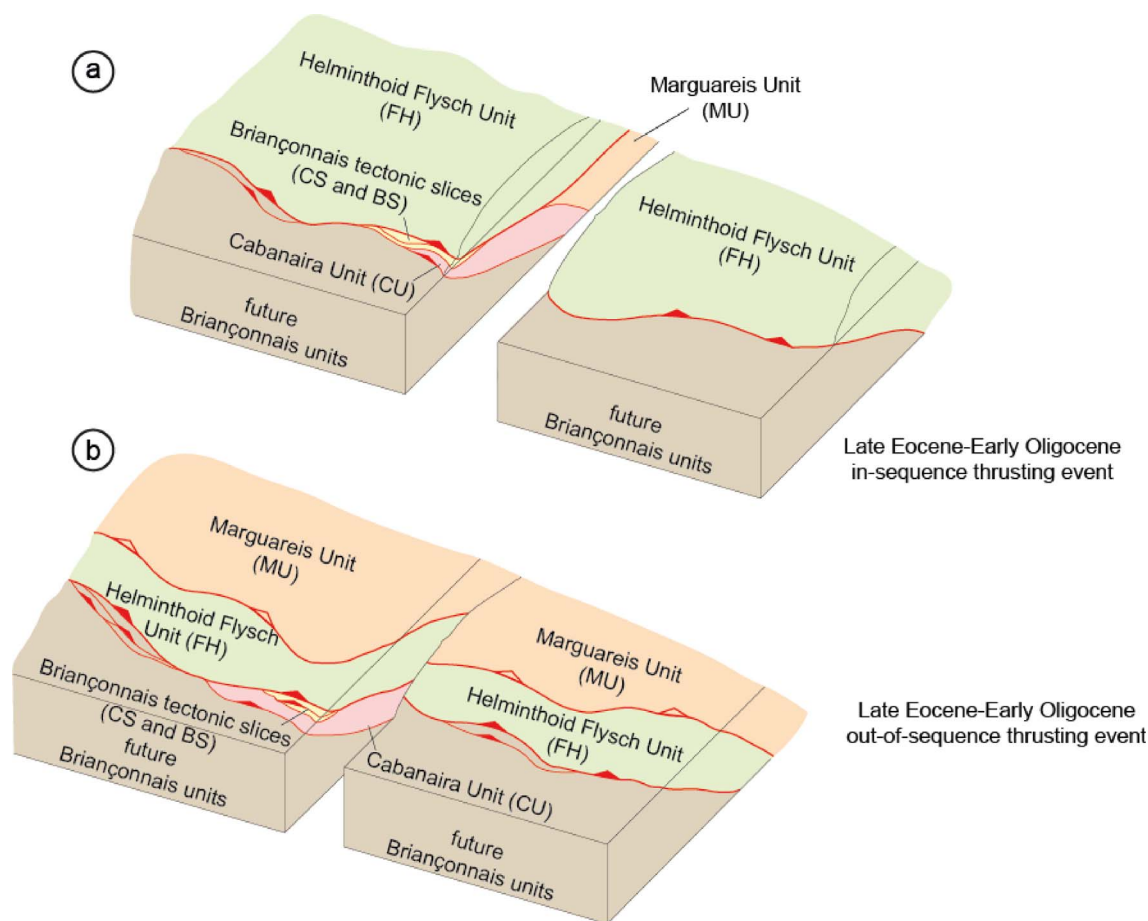 a
Helminthoid Flysch Unit
(FH)
Marguareis Unit
(MU)
Briançonnais tectonic slices
(CS and BS)
Cabanaira Unit (CU)
future
Briançonnais units
Helminthoid Flysch Unit
(FH)
future
Briançonnais units
Late Eocene-Early Oligocene
in-sequence thrusting event
b
Marguareis Unit
(MU)
Helminthoid Flysch
Unit (FH)
Briançonnais tectonic slices
(CS and BS)
future
Briançonnais units
Marguareis Unit
(MU)
Helminthoid Flysch Unit
(FH)
Cabanaira Unit (CU)
future
Briançonnais units
Late Eocene-Early Oligocene
out-of-sequence thrusting event